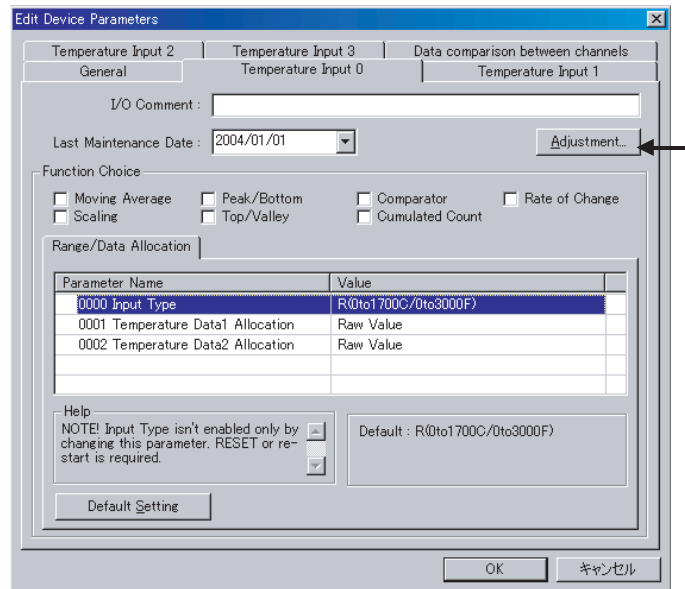 Edit Device Parameters
Temperature Input 2 Temperature Input 3 Data comparison between channels
General Temperature Input 0 Temperature Input 1
I/O Comment :
Last Maintenance Date : 2004/01/01 Adjustment...
Function Choice
Moving Average Peak/Bottom Comparator Rate of Change
Scaling Top/Valley Cumulated Count
Range/Data Allocation
Parameter Name Value
0000 Input Type R(0to1700C/0to3000F)
0001 Temperature Data1 Allocation Raw Value
0002 Temperature Data2 Allocation Raw Value
Help
NOTE! Input Type isn't enabled only by
changing this parameter. RESET or re-
start is required.
Default : R(0to1700C/0to3000F)
Default Setting
OK キャンセル